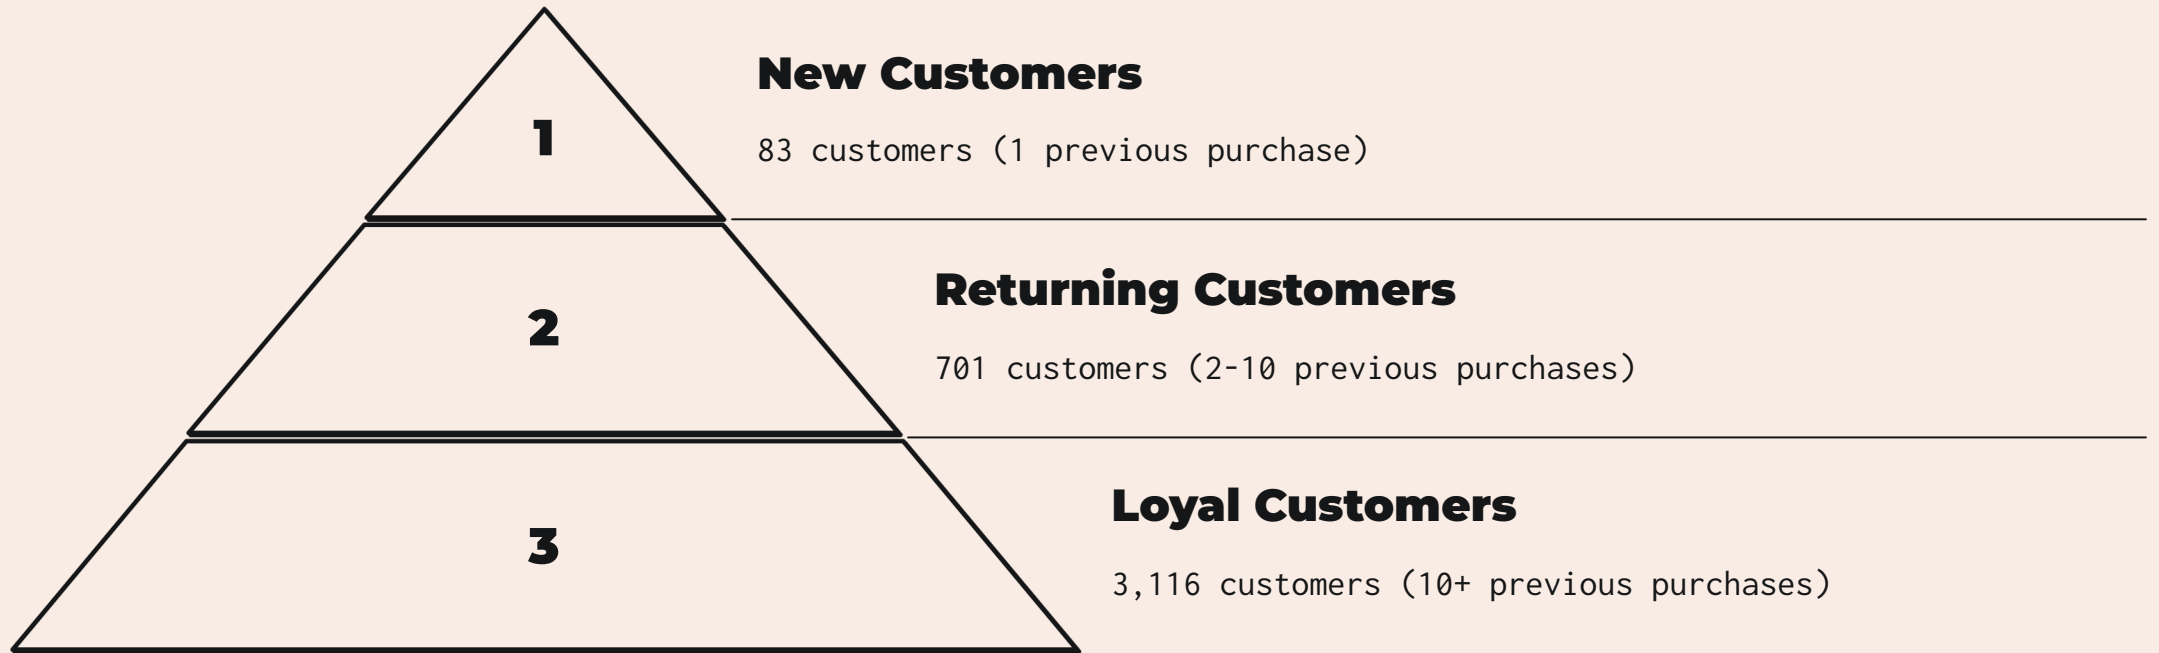 1
New Customers
83 customers (1 previous purchase)
2
Returning Customers
701 customers (2-10 previous purchases)
3
Loyal Customers
3,116 customers (10+ previous purchases)